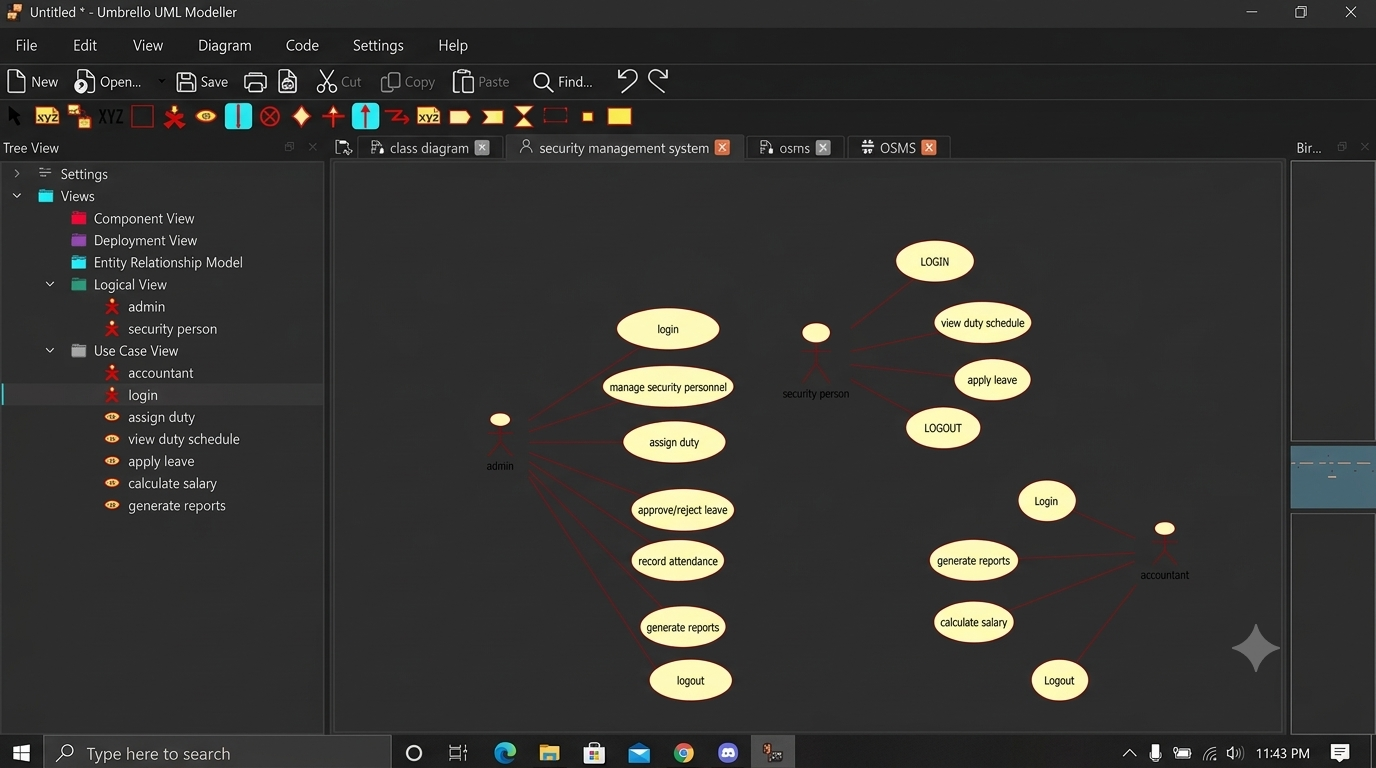 Untitled * - Umbrello UML Modeller
File Edit View Diagram Code Settings Help
New Open... Save Cut Copy Paste Find...
XYZ XYZ XYZ
Tree View
class diagram security management system osms OSMS
Bir...
Settings
Views
Component View
Deployment View
Entity Relationship Model
Logical View
admin
security person
Use Case View
accountant
login
assign duty
view duty schedule
apply leave
calculate salary
generate reports
admin
login
manage security personnel
assign duty
approve/reject leave
record attendance
generate reports
logout
security person
LOGIN
view duty schedule
apply leave
LOGOUT
accountant
Login
generate reports
calculate salary
Logout
Type here to search
11:43 PM